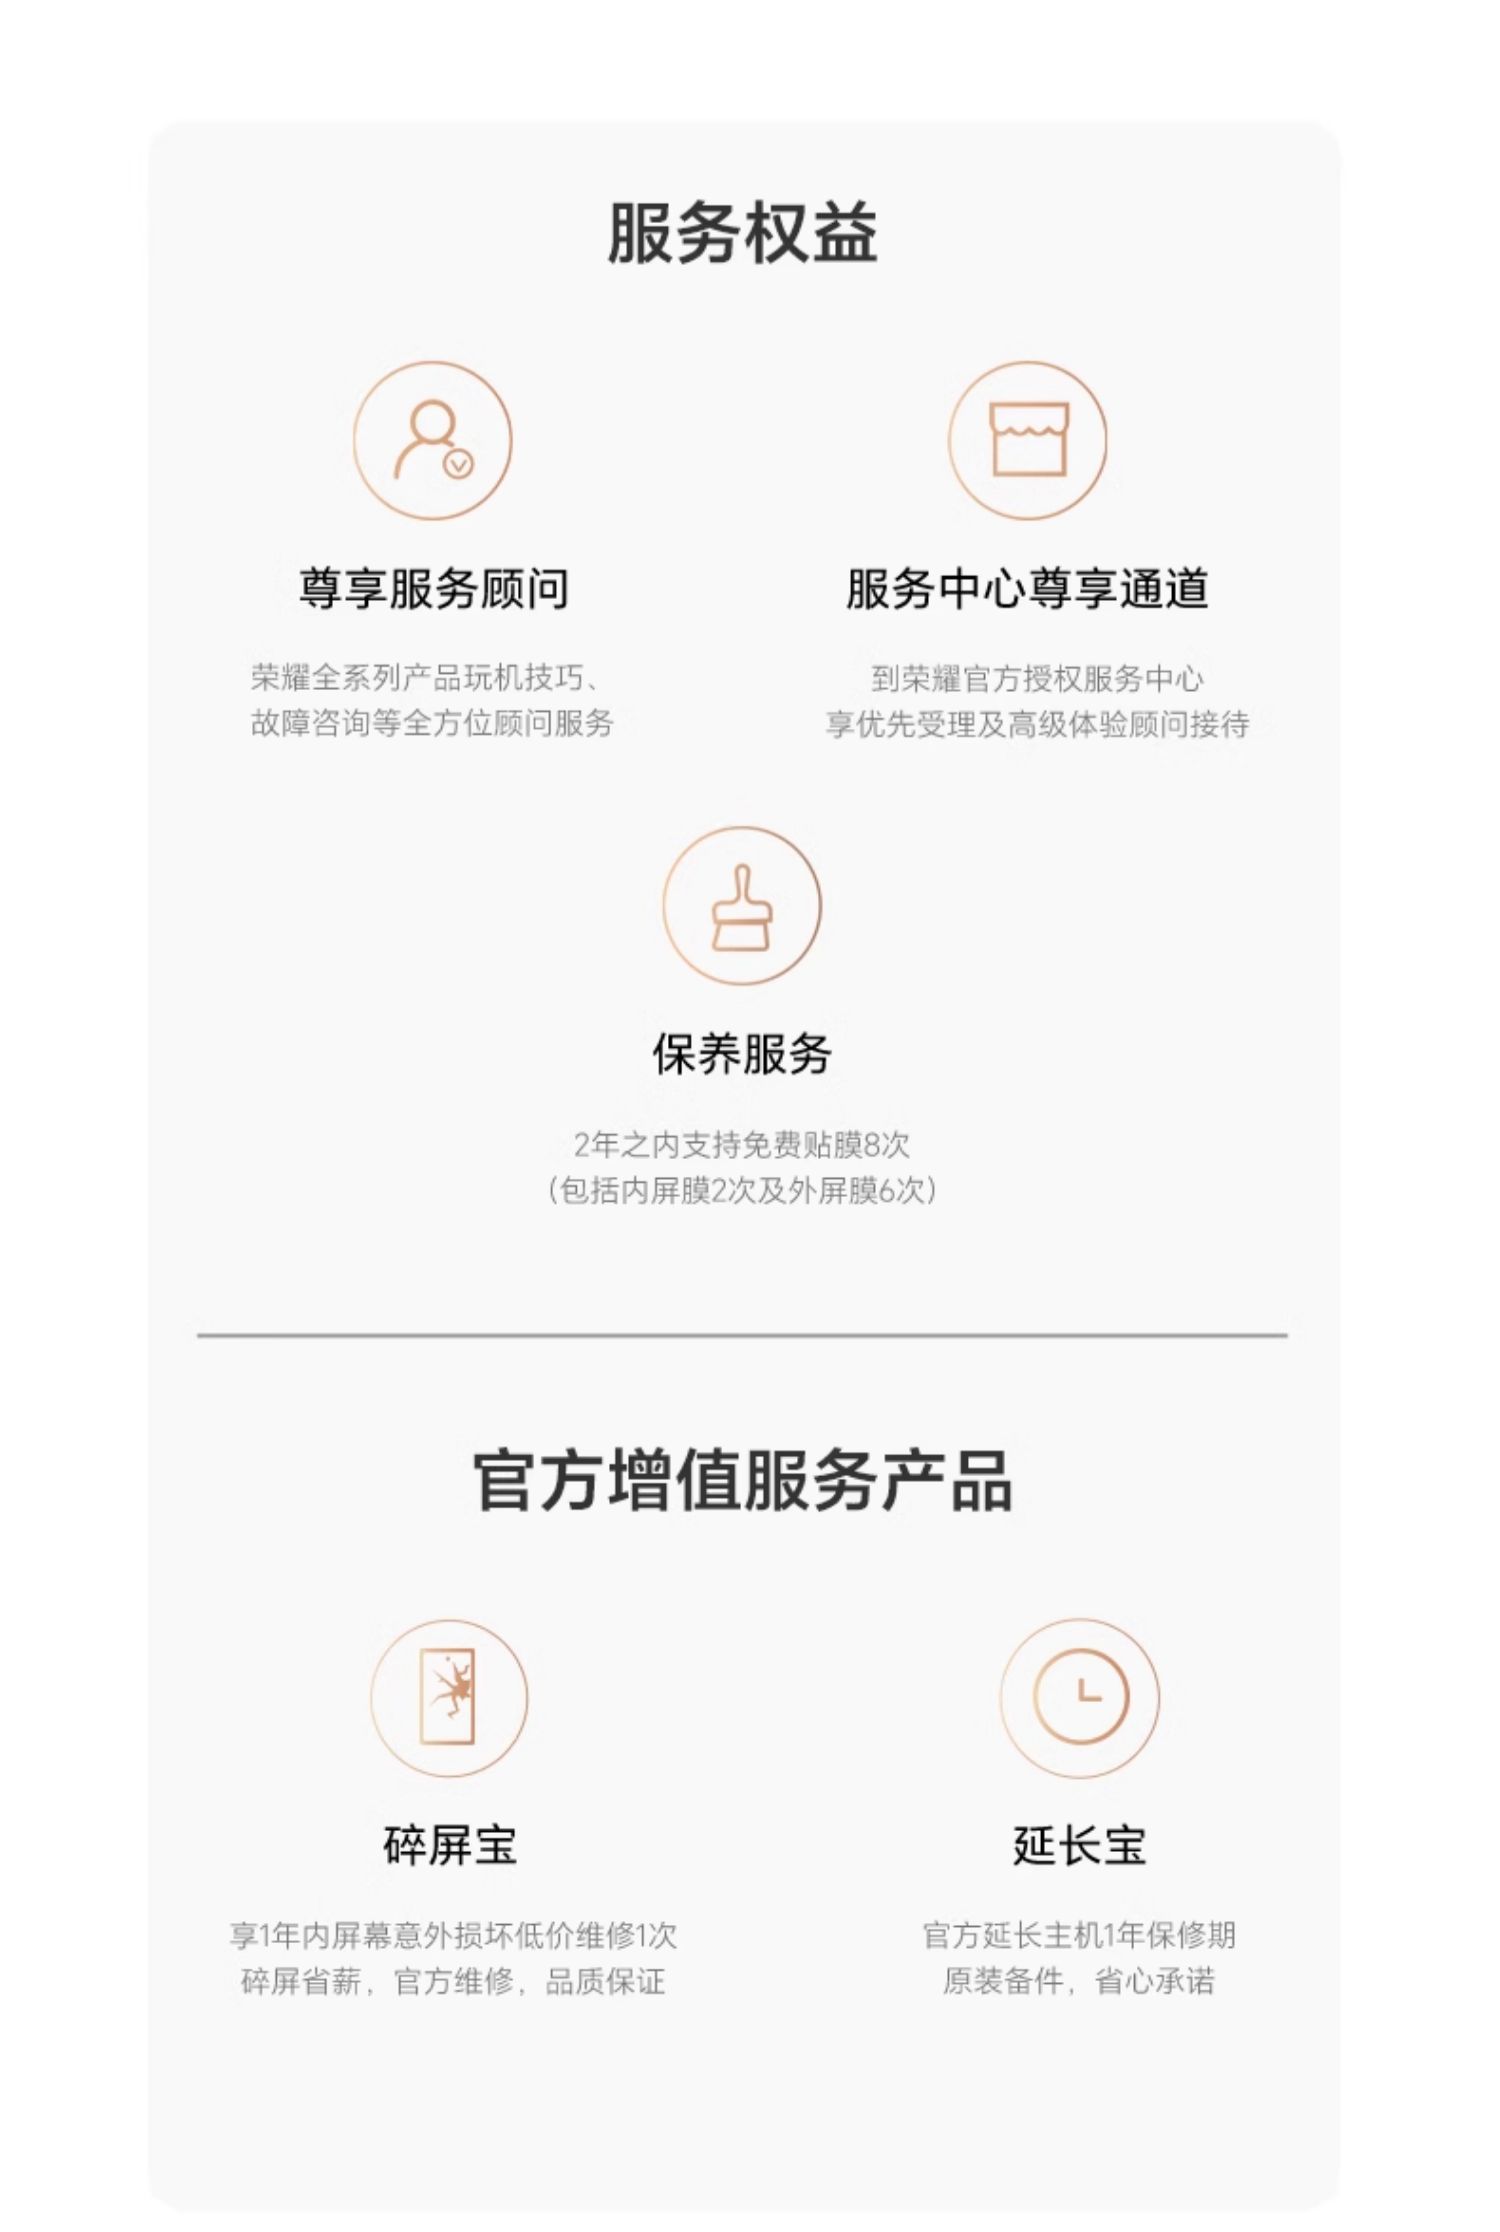 服务权益
尊享服务顾问
荣耀全系列产品玩机技巧、
故障咨询等全方位顾问服务
服务中心尊享通道
到荣耀官方授权服务中心
享优先受理及高级体验顾问接待
保养服务
2年之内支持免费贴膜8次
（包括内屏膜2次及外屏膜6次）
官方增值服务产品
碎屏宝
享1年内屏幕意外损坏低价维修1次
碎屏省薪，官方维修，品质保证
延长宝
官方延长主机1年保修期
原装备件，省心承诺